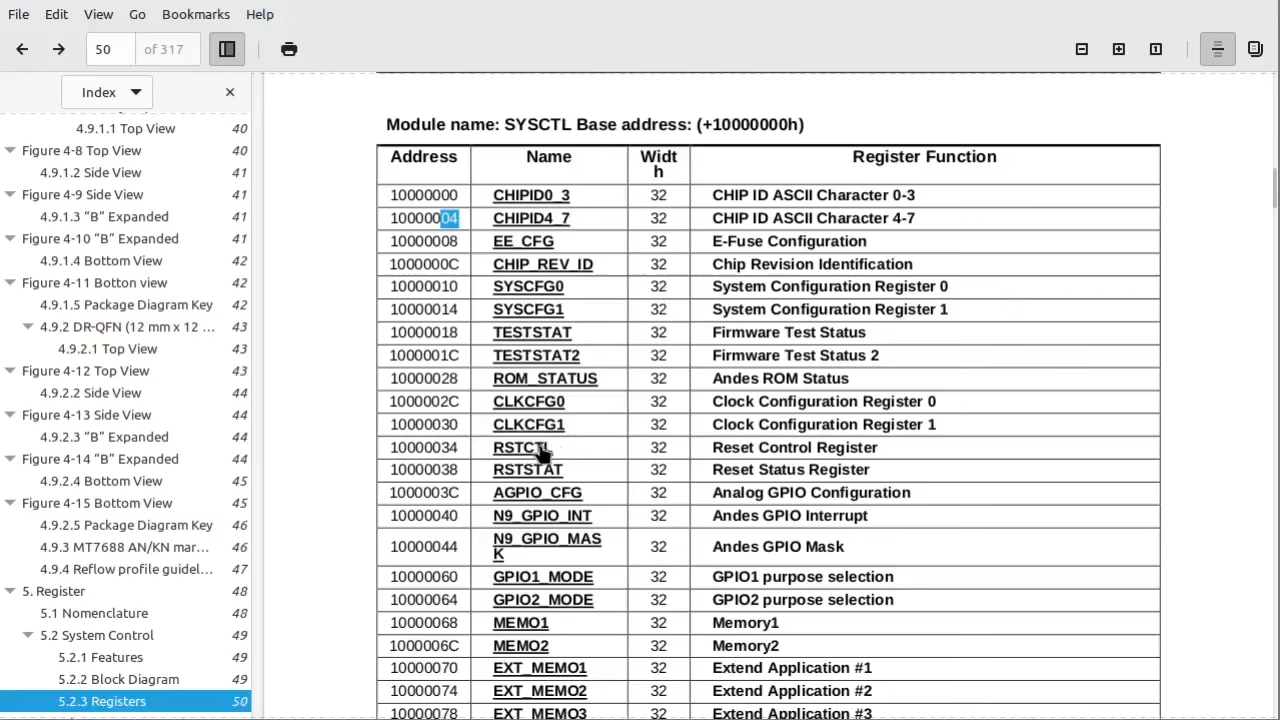 File Edit View Go Bookmarks Help
50 of 317
Index
4.9.1.1 Top View 40
Figure 4-8 Top View 40
4.9.1.2 Side View 41
Figure 4-9 Side View 41
4.9.1.3 “B” Expanded 41
Figure 4-10 “B” Expanded 41
4.9.1.4 Bottom View 42
Figure 4-11 Botton view 42
4.9.1.5 Package Diagram Key 42
4.9.2 DR-QFN (12 mm x 12 ... 43
4.9.2.1 Top View 43
Figure 4-12 Top View 43
4.9.2.2 Side View 44
Figure 4-13 Side View 44
4.9.2.3 “B” Expanded 44
Figure 4-14 “B” Expanded 44
4.9.2.4 Bottom View 45
Figure 4-15 Bottom View 45
4.9.2.5 Package Diagram Key 46
4.9.3 MT7688 AN/KN mar... 46
4.9.4 Reflow profile guidel... 47
5. Register 48
5.1 Nomenclature 48
5.2 System Control 49
5.2.1 Features 49
5.2.2 Block Diagram 49
5.2.3 Registers 50
Module name: SYSCTL Base address: (+10000000h)
Address Name Widt Register Function
h
10000000 CHIPID0_3 32 CHIP ID ASCII Character 0-3
10000004 CHIPID4_7 32 CHIP ID ASCII Character 4-7
10000008 EE_CFG 32 E-Fuse Configuration
1000000C CHIP_REV_ID 32 Chip Revision Identification
10000010 SYSCFG0 32 System Configuration Register 0
10000014 SYSCFG1 32 System Configuration Register 1
10000018 TESTSTAT 32 Firmware Test Status
1000001C TESTSTAT2 32 Firmware Test Status 2
10000028 ROM_STATUS 32 Andes ROM Status
1000002C CLKCFG0 32 Clock Configuration Register 0
10000030 CLKCFG1 32 Clock Configuration Register 1
10000034 RSTCTL 32 Reset Control Register
10000038 RSTSTAT 32 Reset Status Register
1000003C AGPIO_CFG 32 Analog GPIO Configuration
10000040 N9_GPIO_INT 32 Andes GPIO Interrupt
10000044 N9_GPIO_MAS 32 Andes GPIO Mask
K
10000060 GPIO1_MODE 32 GPIO1 purpose selection
10000064 GPIO2_MODE 32 GPIO2 purpose selection
10000068 MEMO1 32 Memory1
1000006C MEMO2 32 Memory2
10000070 EXT_MEMO1 32 Extend Application #1
10000074 EXT_MEMO2 32 Extend Application #2
10000078 EXT_MEMO3 32 Extend Application #3